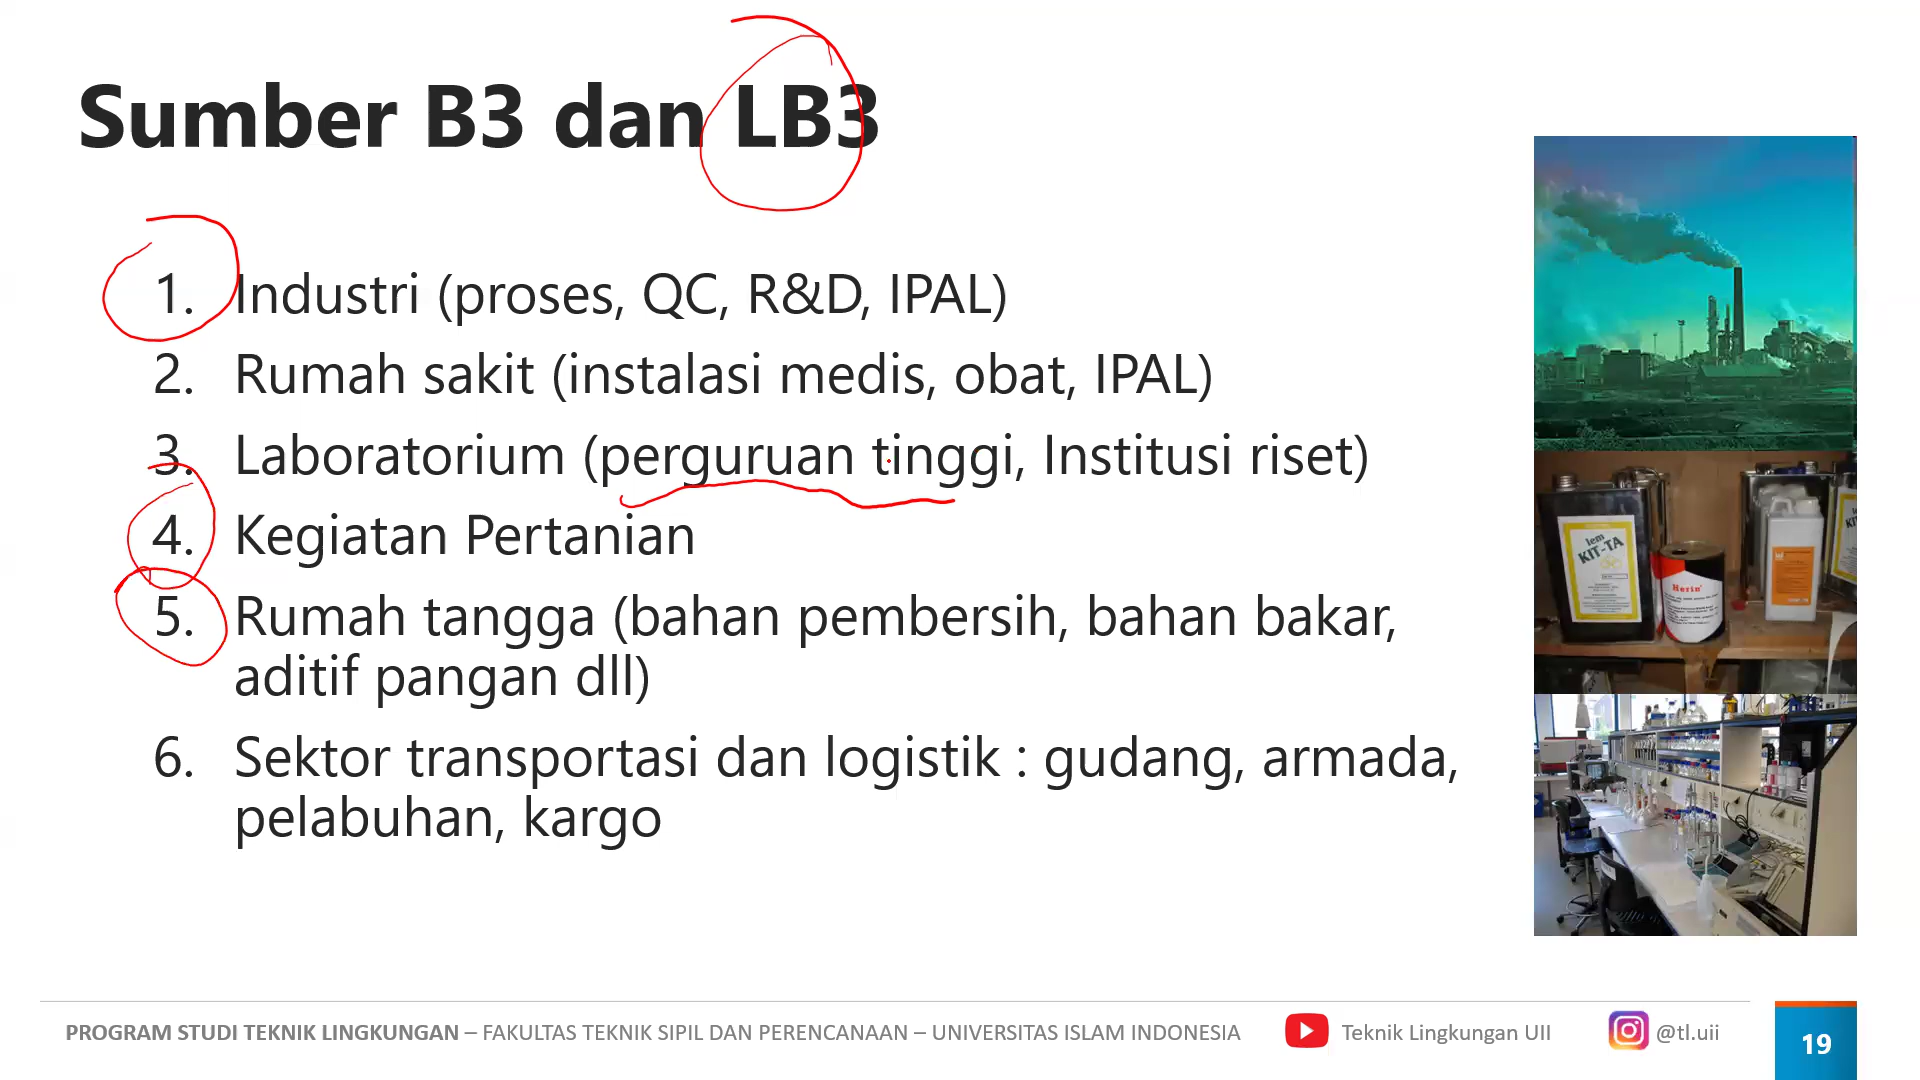 Sumber B3 dan LB3
1. Industri (proses, QC, R&D, IPAL)
2. Rumah sakit (instalasi medis, obat, IPAL)
3. Laboratorium (perguruan tinggi, Institusi riset)
4. Kegiatan Pertanian
5. Rumah tangga (bahan pembersih, bahan bakar,
aditif pangan dll)
6. Sektor transportasi dan logistik : gudang, armada,
pelabuhan, kargo
lem
KIT-TA
Herin
PROGRAM STUDI TEKNIK LINGKUNGAN – FAKULTAS TEKNIK SIPIL DAN PERENCANAAN – UNIVERSITAS ISLAM INDONESIA
Teknik Lingkungan UII
@tl.uii
19